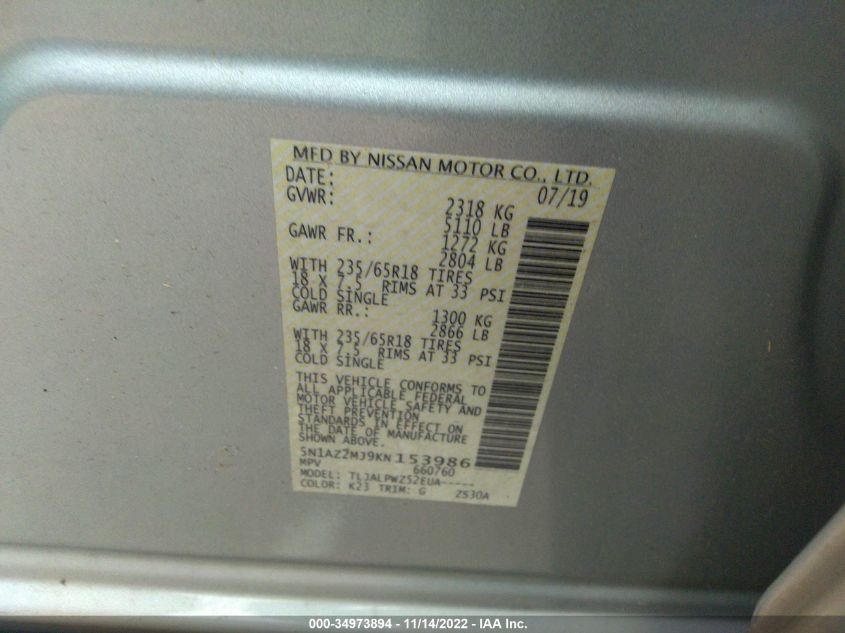 MFD BY NISSAN MOTOR CO., LTD.
DATE: 07/19
GVWR: 2318 KG
5110 LB
GAWR FR.: 1272 KG
2804 LB
WITH 235/65R18 TIRES
18 X 7.5 RIMS AT 33 PSI
COLD SINGLE
GAWR RR.: 1300 KG
2866 LB
WITH 235/65R18 TIRES
18 X 7.5 RIMS AT 33 PSI
COLD SINGLE
THIS VEHICLE CONFORMS TO
ALL APPLICABLE FEDERAL
MOTOR VEHICLE SAFETY AND
THEFT PREVENTION
STANDARDS IN EFFECT ON
THE DATE OF MANUFACTURE
SHOWN ABOVE.
5N1AZ2MJ9KN153986
MPV 660760
MODEL: TLJALPWZ52EUA-----
COLOR: K23 TRIM: G ZS30A
000-34973894 - 11/14/2022 - IAA Inc.